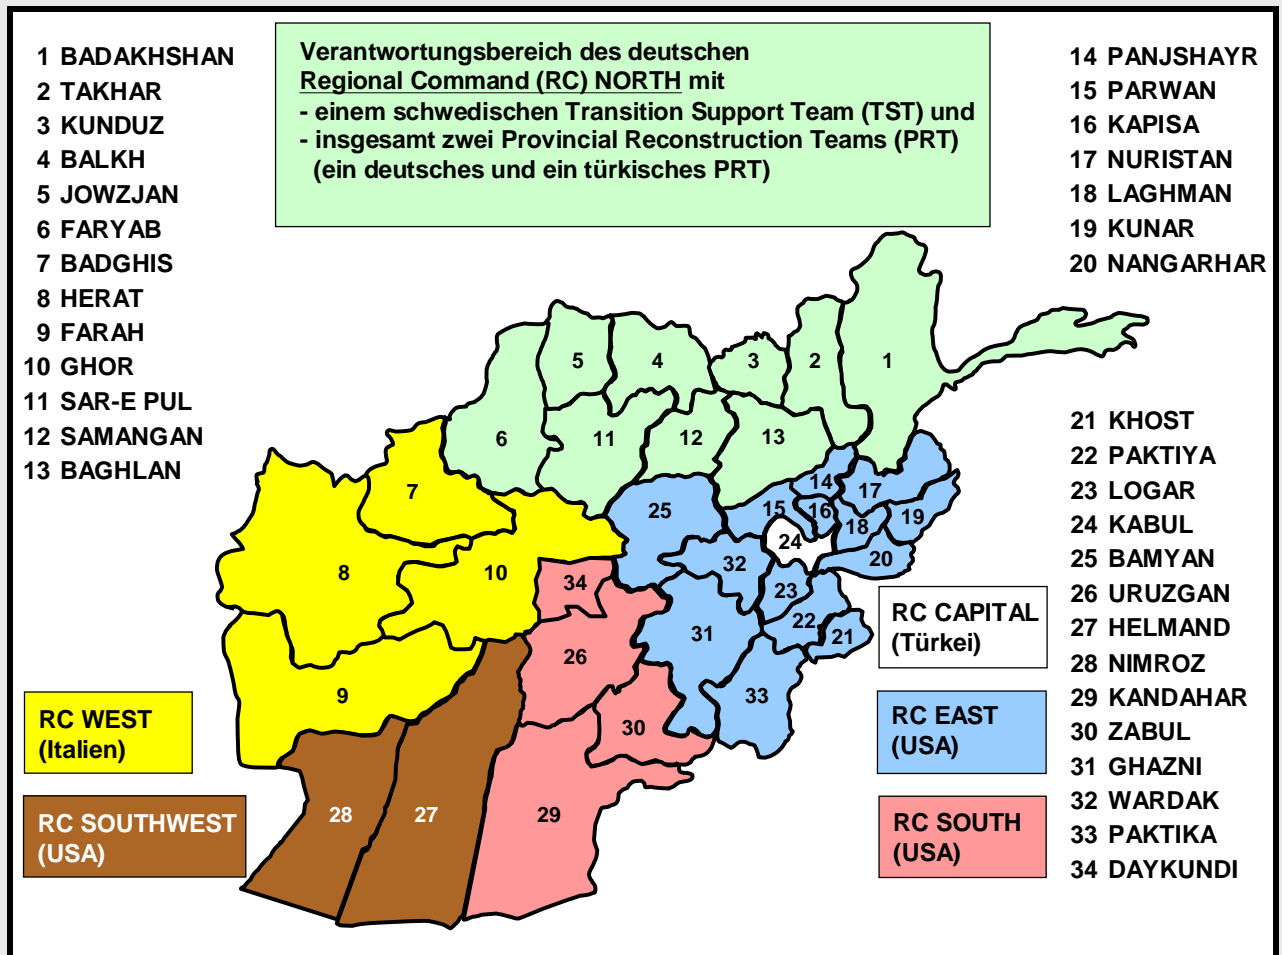 1 BADAKHSHAN
2 TAKHAR
3 KUNDUZ
4 BALKH
5 JOWZJAN
6 FARYAB
7 BADGHIS
8 HERAT
9 FARAH
10 GHOR
11 SAR-E PUL
12 SAMANGAN
13 BAGHLAN
Verantwortungsbereich des deutschen
Regional Command (RC) NORTH mit
- einem schwedischen Transition Support Team (TST) und
- insgesamt zwei Provincial Reconstruction Teams (PRT)
(ein deutsches und ein türkisches PRT)
14 PANJSHAYR
15 PARWAN
16 KAPISA
17 NURISTAN
18 LAGHMAN
19 KUNAR
20 NANGARHAR
21 KHOST
22 PAKTIYA
23 LOGAR
24 KABUL
25 BAMYAN
26 URUZGAN
27 HELMAND
28 NIMROZ
29 KANDAHAR
30 ZABUL
31 GHAZNI
32 WARDAK
33 PAKTIKA
34 DAYKUNDI
5
4
3
2
1
6
11
12
13
7
14
17
25
15
16
19
18
24
20
32
8
10
34
23
22
21
31
26
9
33
30
28
27
29
RC WEST
(Italien)
RC SOUTHWEST
(USA)
RC CAPITAL
(Türkei)
RC EAST
(USA)
RC SOUTH
(USA)